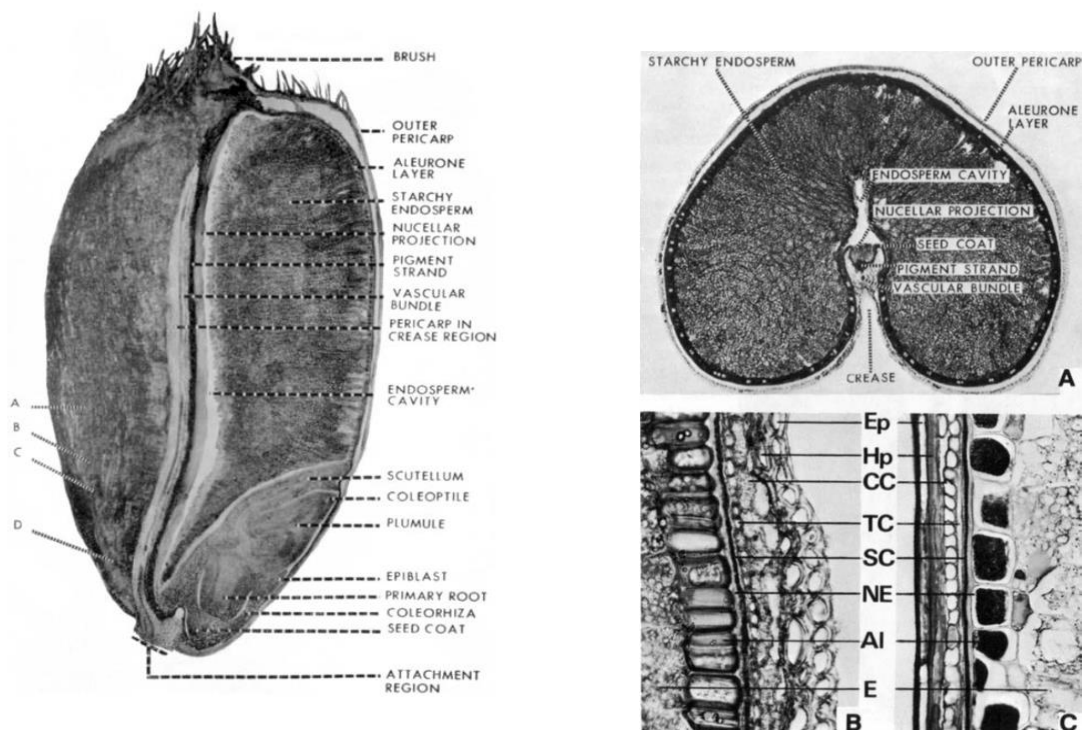 BRUSH
OUTER
PERICARP
ALEURONE
LAYER
STARCHY
ENDOSPERM
NUCELLAR
PROJECTION
PIGMENT
STRAND
VASCULAR
BUNDLE
PERICARP IN
CREASE REGION
ENDOSPERM
CAVITY
SCUTELLUM
COLEOPTILE
PLUMULE
EPIBLAST
PRIMARY ROOT
COLEORHIZA
SEED COAT
ATTACHMENT
REGION
A
B
C
D
STARCHY ENDOSPERM
OUTER PERICARP
ALEURONE
LAYER
ENDOSPERM CAVITY
NUCELLAR PROJECTION
SEED COAT
PIGMENT STRAND
VASCULAR BUNDLE
CREASE
A
Ep
Hp
CC
TC
SC
NE
Al
E
B
C